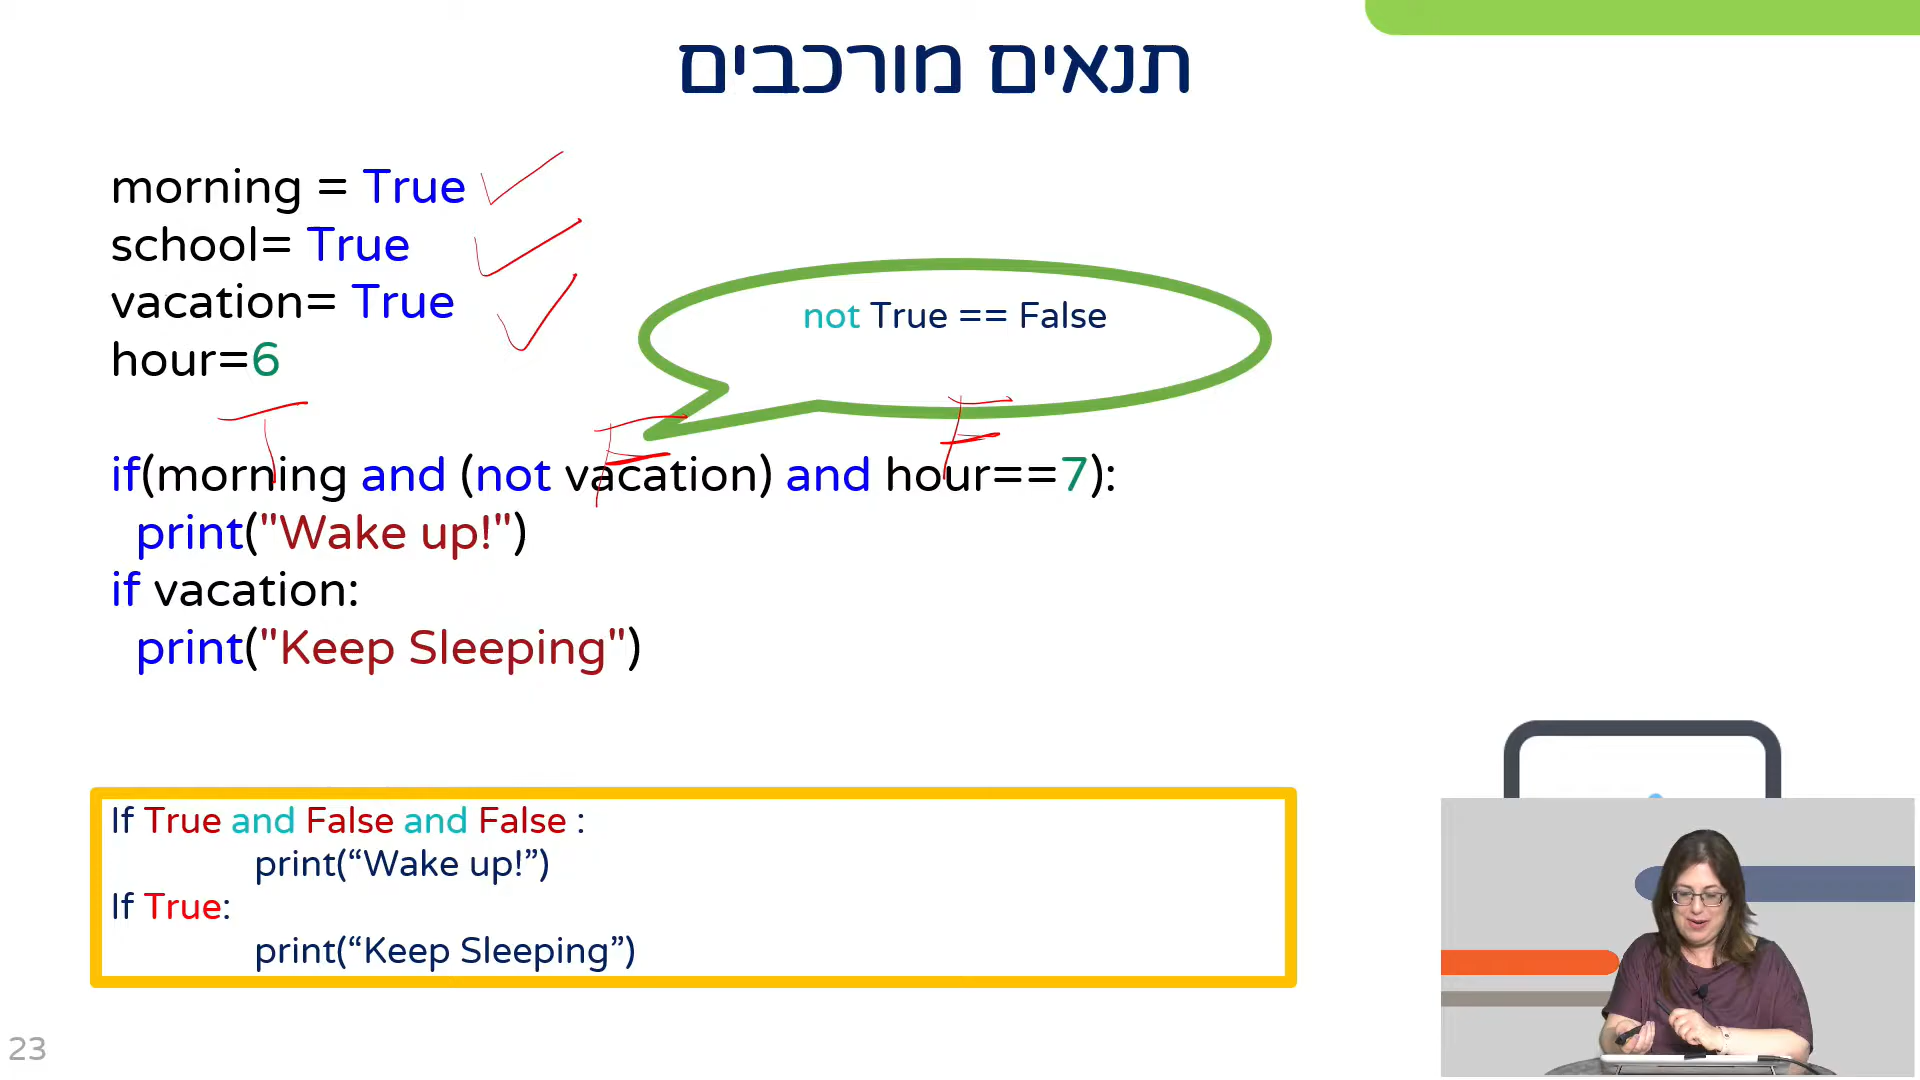 תנאים מורכבים
morning = True
school= True
vacation= True
hour=6
not True == False
T F F
if(morning and (not vacation) and hour==7):
print("Wake up!")
if vacation:
print("Keep Sleeping")
If True and False and False :
print(“Wake up!”)
If True:
print(“Keep Sleeping”)
23